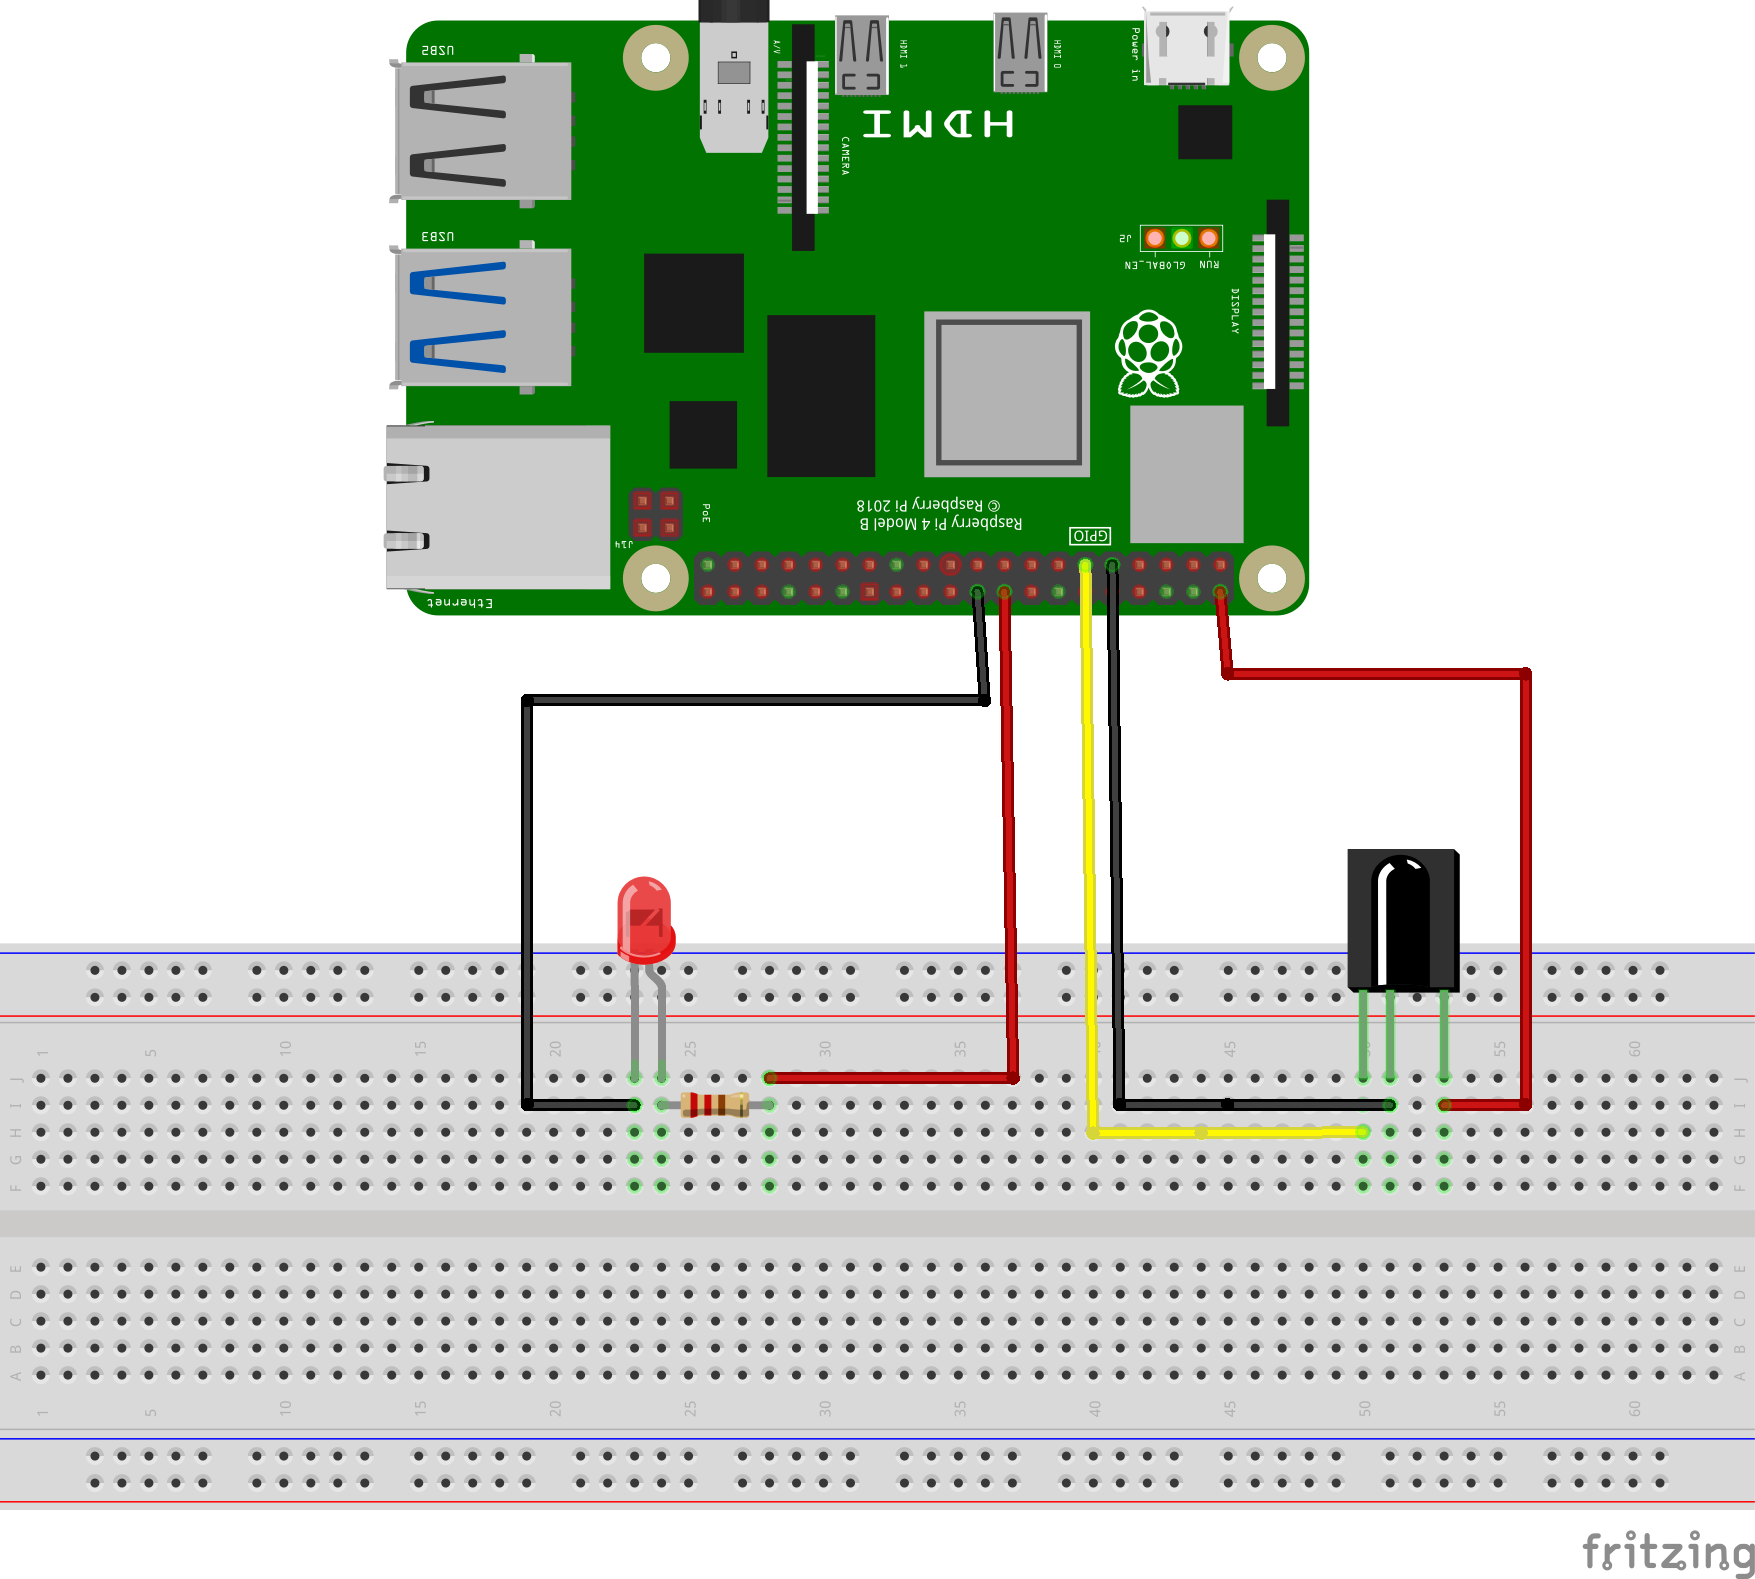 USB2
A/V
HDMI 1
HDMI 0
Power in
HDMI
CAMERA
USB3
J2
GLOBAL_EN
RUN
DISPLAY
© Raspberry Pi 2018
Raspberry Pi 4 Model B
PoE
GPIO
J14
Ethernet
1 5 10 15 20 25 30 35 40 45 50 55 60
J J
I I
H H
G G
F F
E E
D D
C C
B B
A A
1 5 10 15 20 25 30 35 40 45 50 55 60
fritzing